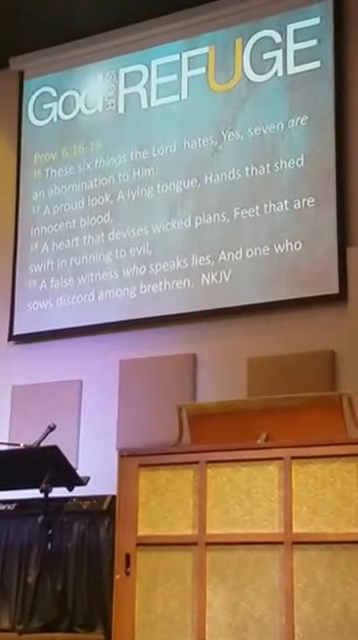 God is our REFUGE
Prov. 6:16-19
16 These six things the Lord hates, Yes, seven are
an abomination to Him:
17 A proud look, A lying tongue, Hands that shed
innocent blood,
18 A heart that devises wicked plans, Feet that are
swift in running to evil,
19 A false witness who speaks lies, And one who
sows discord among brethren. NKJV
Roland